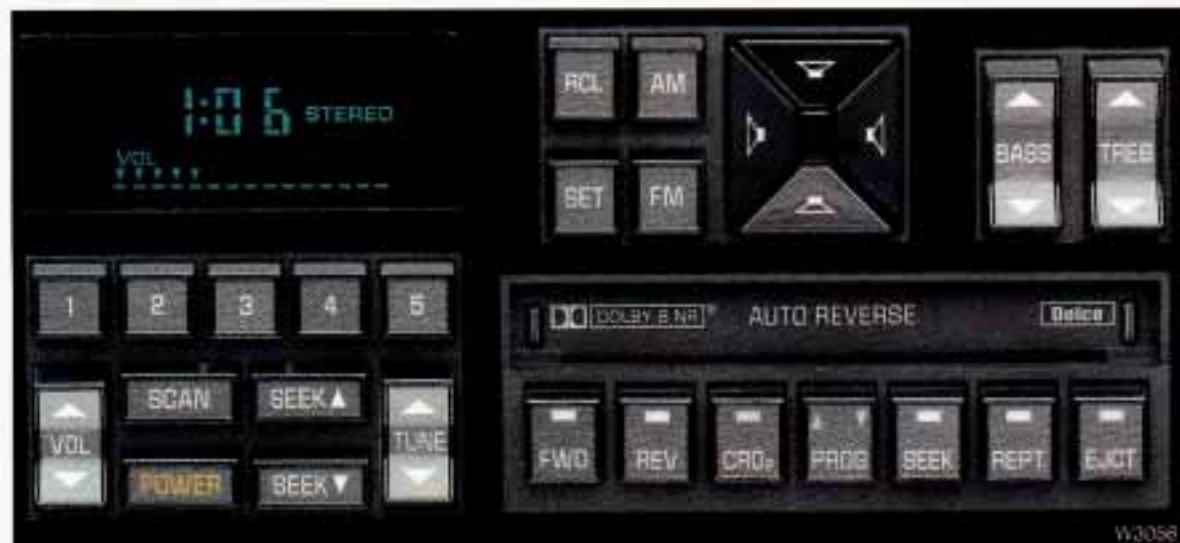 1:06 STEREO
VOL
RCL AM
SET FM
BASS TREB
1 2 3 4 5
SCAN SEEK▲
VOL TUNE
POWER SEEK▼
DOLBY B NR AUTO REVERSE Delco
FWD REV CRO₂ PROG SEEK REPT EJCT
W3056